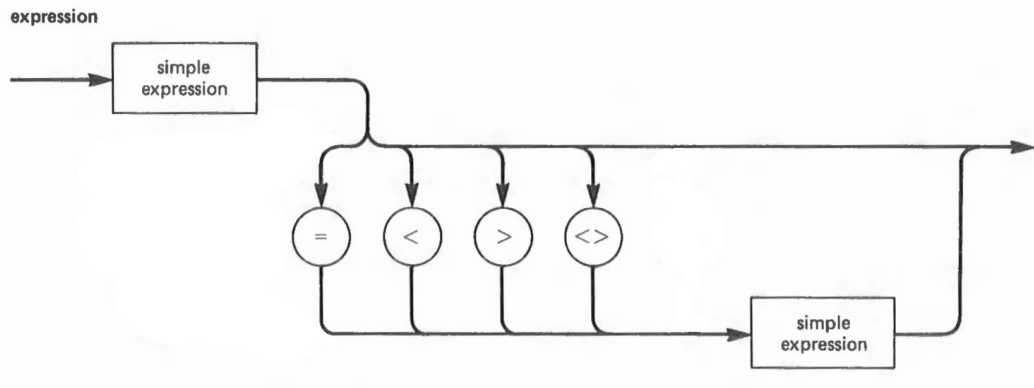 expression
simple
expression
=
<
>
<>
simple
expression